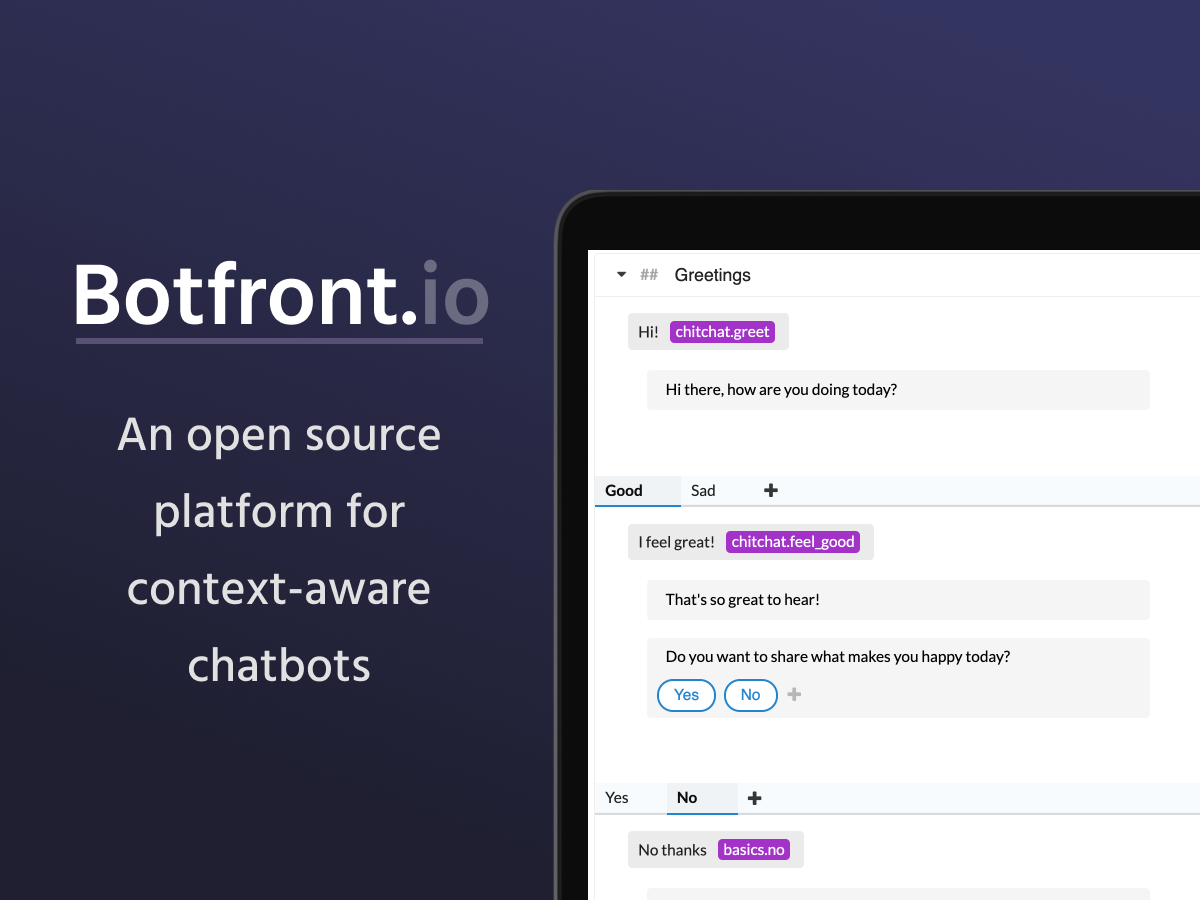 Botfront.io
An open source
platform for
context-aware
chatbots
## Greetings
Hi! chitchat.greet
Hi there, how are you doing today?
Good Sad
I feel great! chitchat.feel_good
That's so great to hear!
Do you want to share what makes you happy today?
Yes No
Yes No
No thanks basics.no